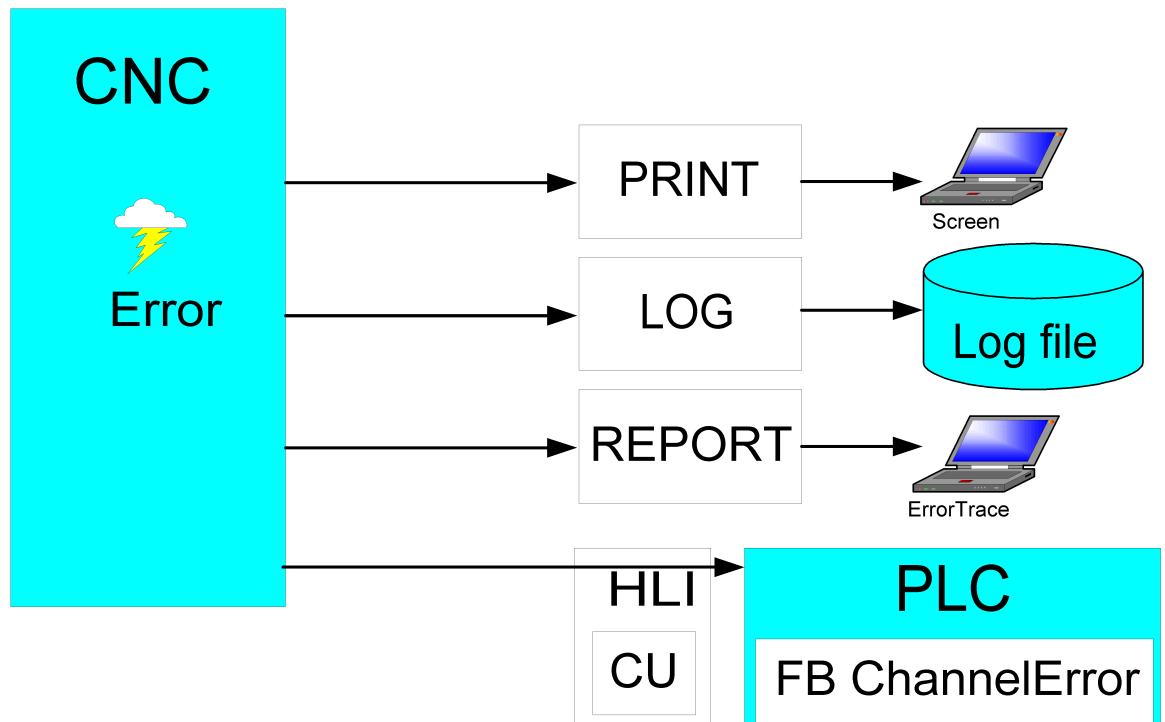 CNC
Error
PRINT
Screen
LOG
Log file
REPORT
ErrorTrace
HLI
CU
PLC
FB ChannelError